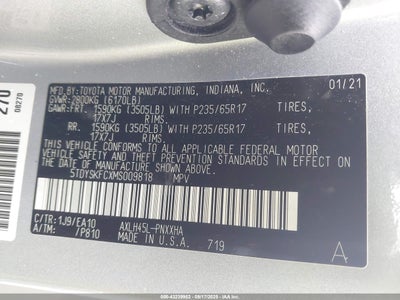 270
08270
MFD. BY:
TOYOTA MOTOR MANUFACTURING, INDIANA, INC.
01/21
GVWR: 2800KG (6170LB)
GAWR:FRT. 1590KG (3505LB) WITH P235/65R17 TIRES,
17X7J RIMS.
RR. 1590KG (3505LB) WITH P235/65R17 TIRES,
17X7J RIMS.
THIS VEHICLE CONFORMS TO ALL APPLICABLE FEDERAL MOTOR
VEHICLE SAFETY AND THEFT PREVENTION STANDARDS IN EFFECT ON
THE DATE OF MANUFACTURE SHOWN ABOVE.
5TDYSKFCXMS009818 MPV
C/TR: 1J9/EA10 AXLH45L-PNXXHA
A/TM: /P810 MADE IN U.S.A. 719
A